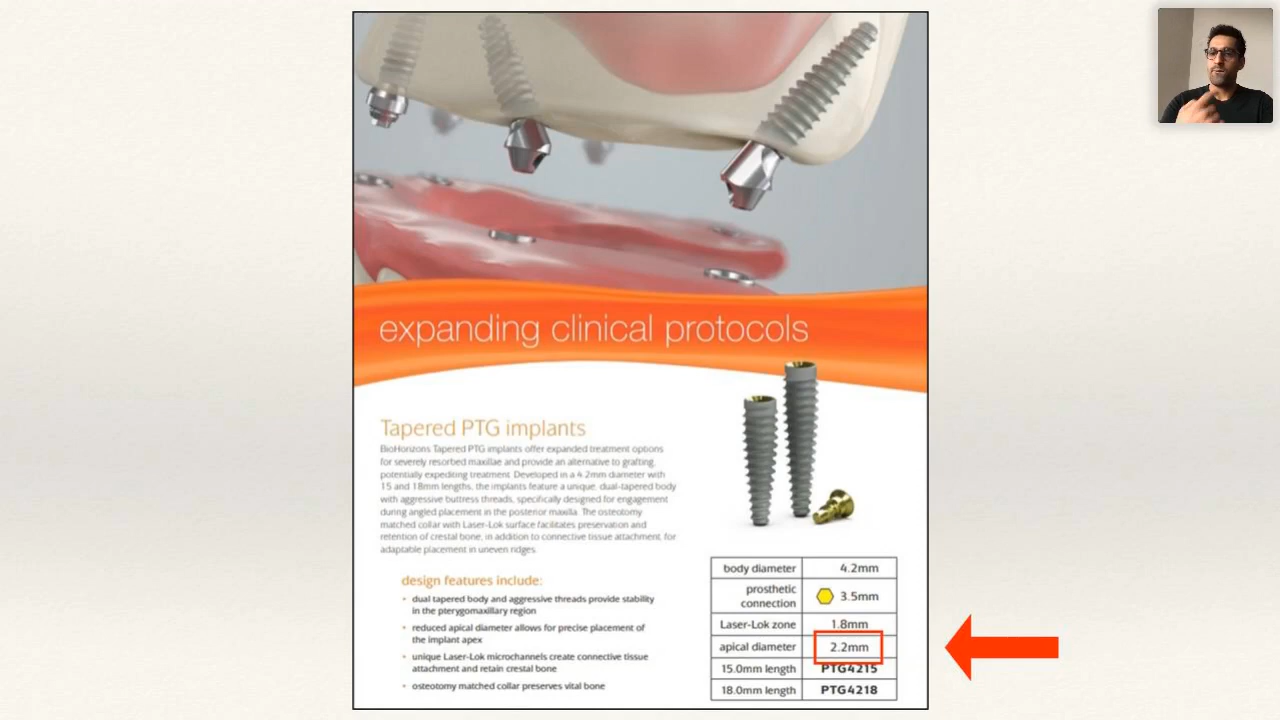 expanding clinical protocols
Tapered PTG implants
BioHorizons Tapered PTG implants offer expanded treatment options
for severely resorbed maxillae and provide an alternative to grafting,
potentially expediting treatment. Developed in a 4.2mm diameter with
15 and 18mm lengths, the implants feature a unique, dual-tapered body
with aggressive buttress threads, specifically designed for engagement
during angled placement in the posterior maxilla. The osteotomy
matched collar with Laser-Lok surface facilitates preservation and
retention of crestal bone, in addition to connective tissue attachment, for
adaptable placement in uneven ridges.
design features include:
• dual tapered body and aggressive threads provide stability
in the pterygomaxillary region
• reduced apical diameter allows for precise placement of
the implant apex
• unique Laser-Lok microchannels create connective tissue
attachment and retain crestal bone
• osteotomy matched collar preserves vital bone
body diameter 4.2mm
prosthetic
connection 3.5mm
Laser-Lok zone 1.8mm
apical diameter 2.2mm
15.0mm length PTG4215
18.0mm length PTG4218